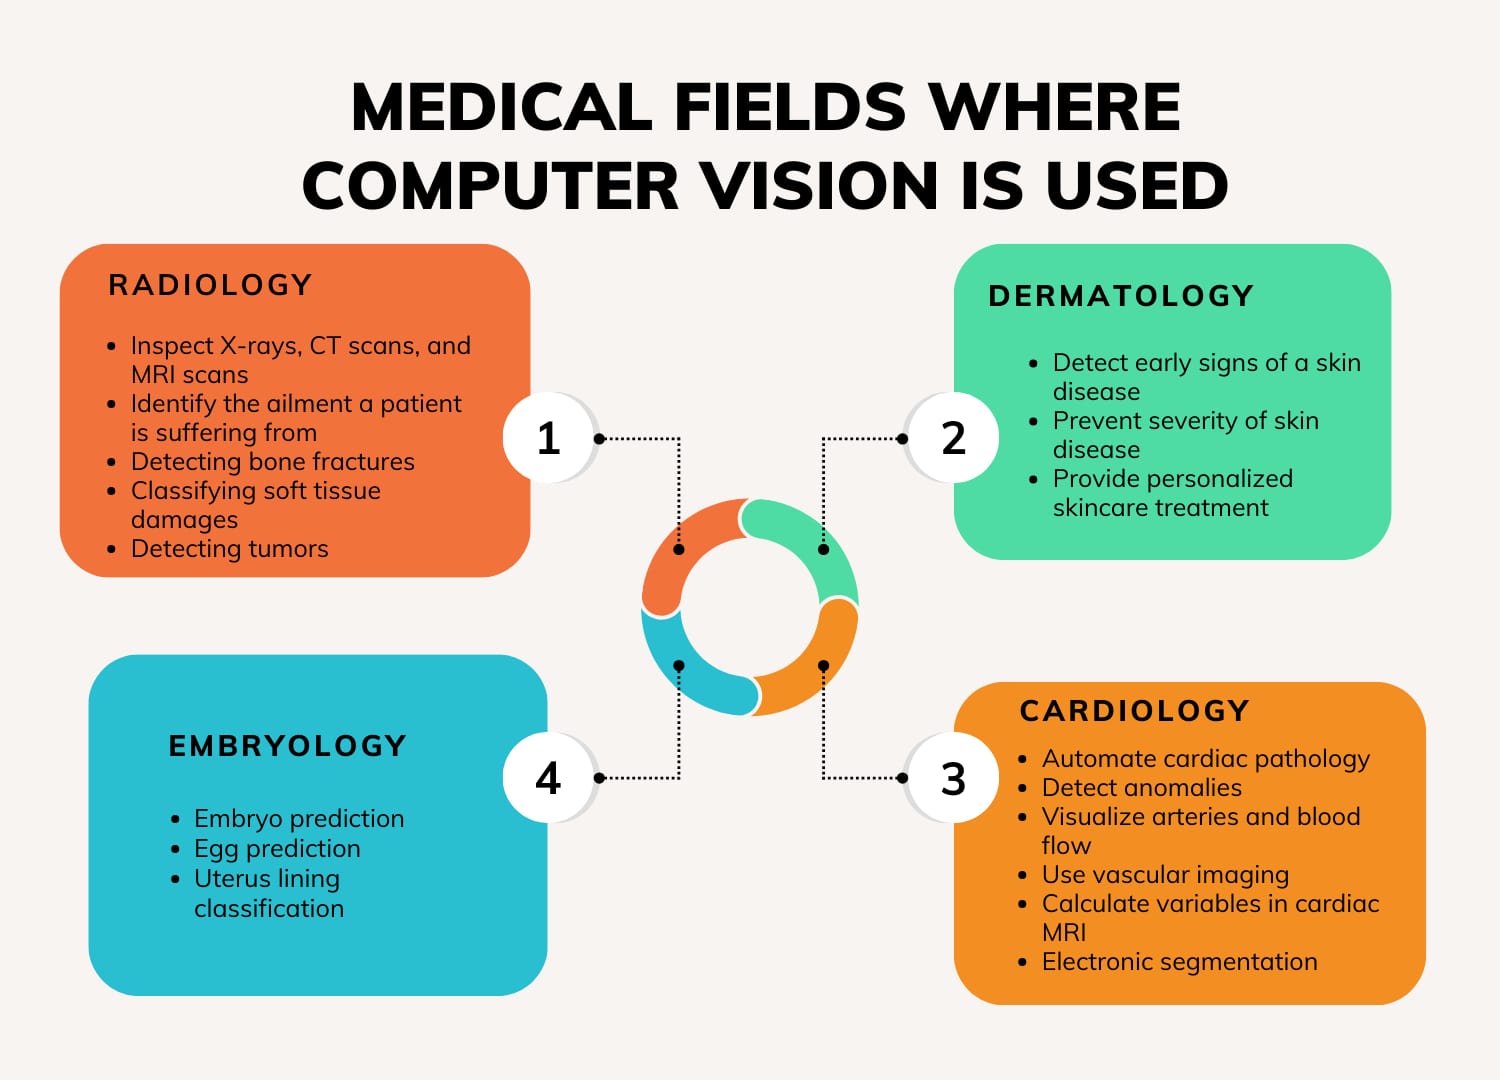 MEDICAL FIELDS WHERE
COMPUTER VISION IS USED
RADIOLOGY
• Inspect X-rays, CT scans, and
MRI scans
• Identify the ailment a patient
is suffering from
• Detecting bone fractures
• Classifying soft tissue
damages
• Detecting tumors
1
DERMATOLOGY
• Detect early signs of a skin
disease
• Prevent severity of skin
disease
• Provide personalized
skincare treatment
2
CARDIOLOGY
• Automate cardiac pathology
• Detect anomalies
• Visualize arteries and blood
flow
• Use vascular imaging
• Calculate variables in cardiac
MRI
• Electronic segmentation
3
EMBRYOLOGY
• Embryo prediction
• Egg prediction
• Uterus lining
classification
4